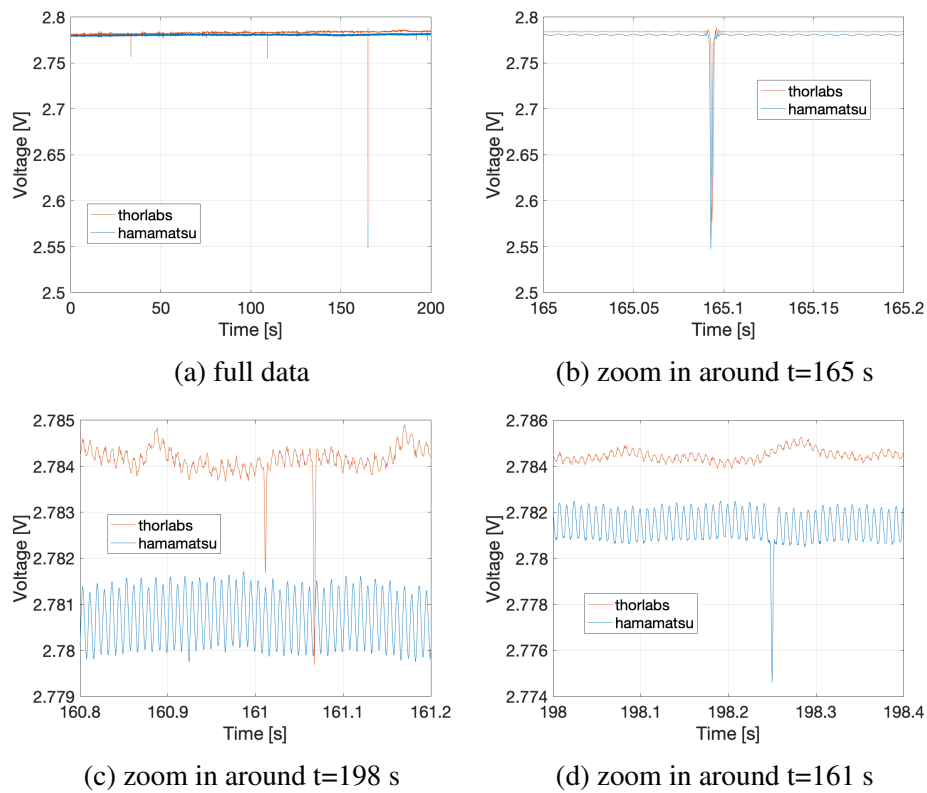 2.8
2.75
2.7
2.65
2.6
2.55
2.5
Voltage [V]
thorlabs
hamamatsu
0 50 100 150 200
Time [s]
(a) full data
2.8
2.75
2.7
2.65
2.6
2.55
2.5
Voltage [V]
thorlabs
hamamatsu
165 165.05 165.1 165.15 165.2
Time [s]
(b) zoom in around t=165 s
2.785
2.784
2.783
2.782
2.781
2.78
2.779
Voltage [V]
thorlabs
hamamatsu
160.8 160.9 161 161.1 161.2
Time [s]
(c) zoom in around t=198 s
2.786
2.784
2.782
2.78
2.778
2.776
2.774
Voltage [V]
thorlabs
hamamatsu
198 198.1 198.2 198.3 198.4
Time [s]
(d) zoom in around t=161 s